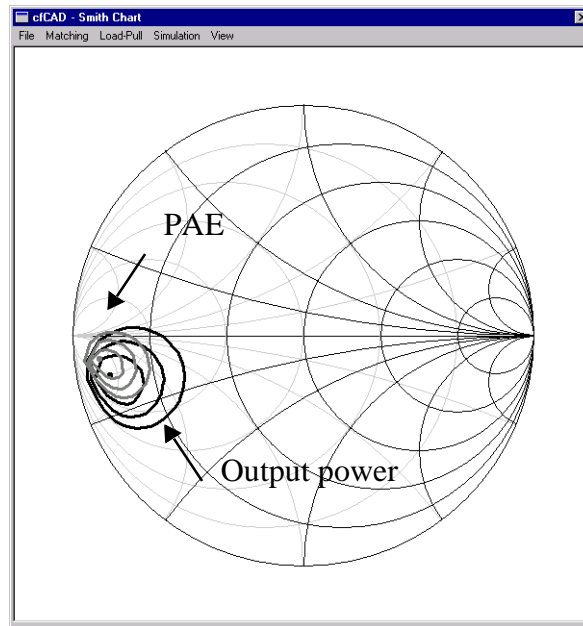 cfCAD - Smith Chart
File Matching Load-Pull Simulation View
PAE
Output power